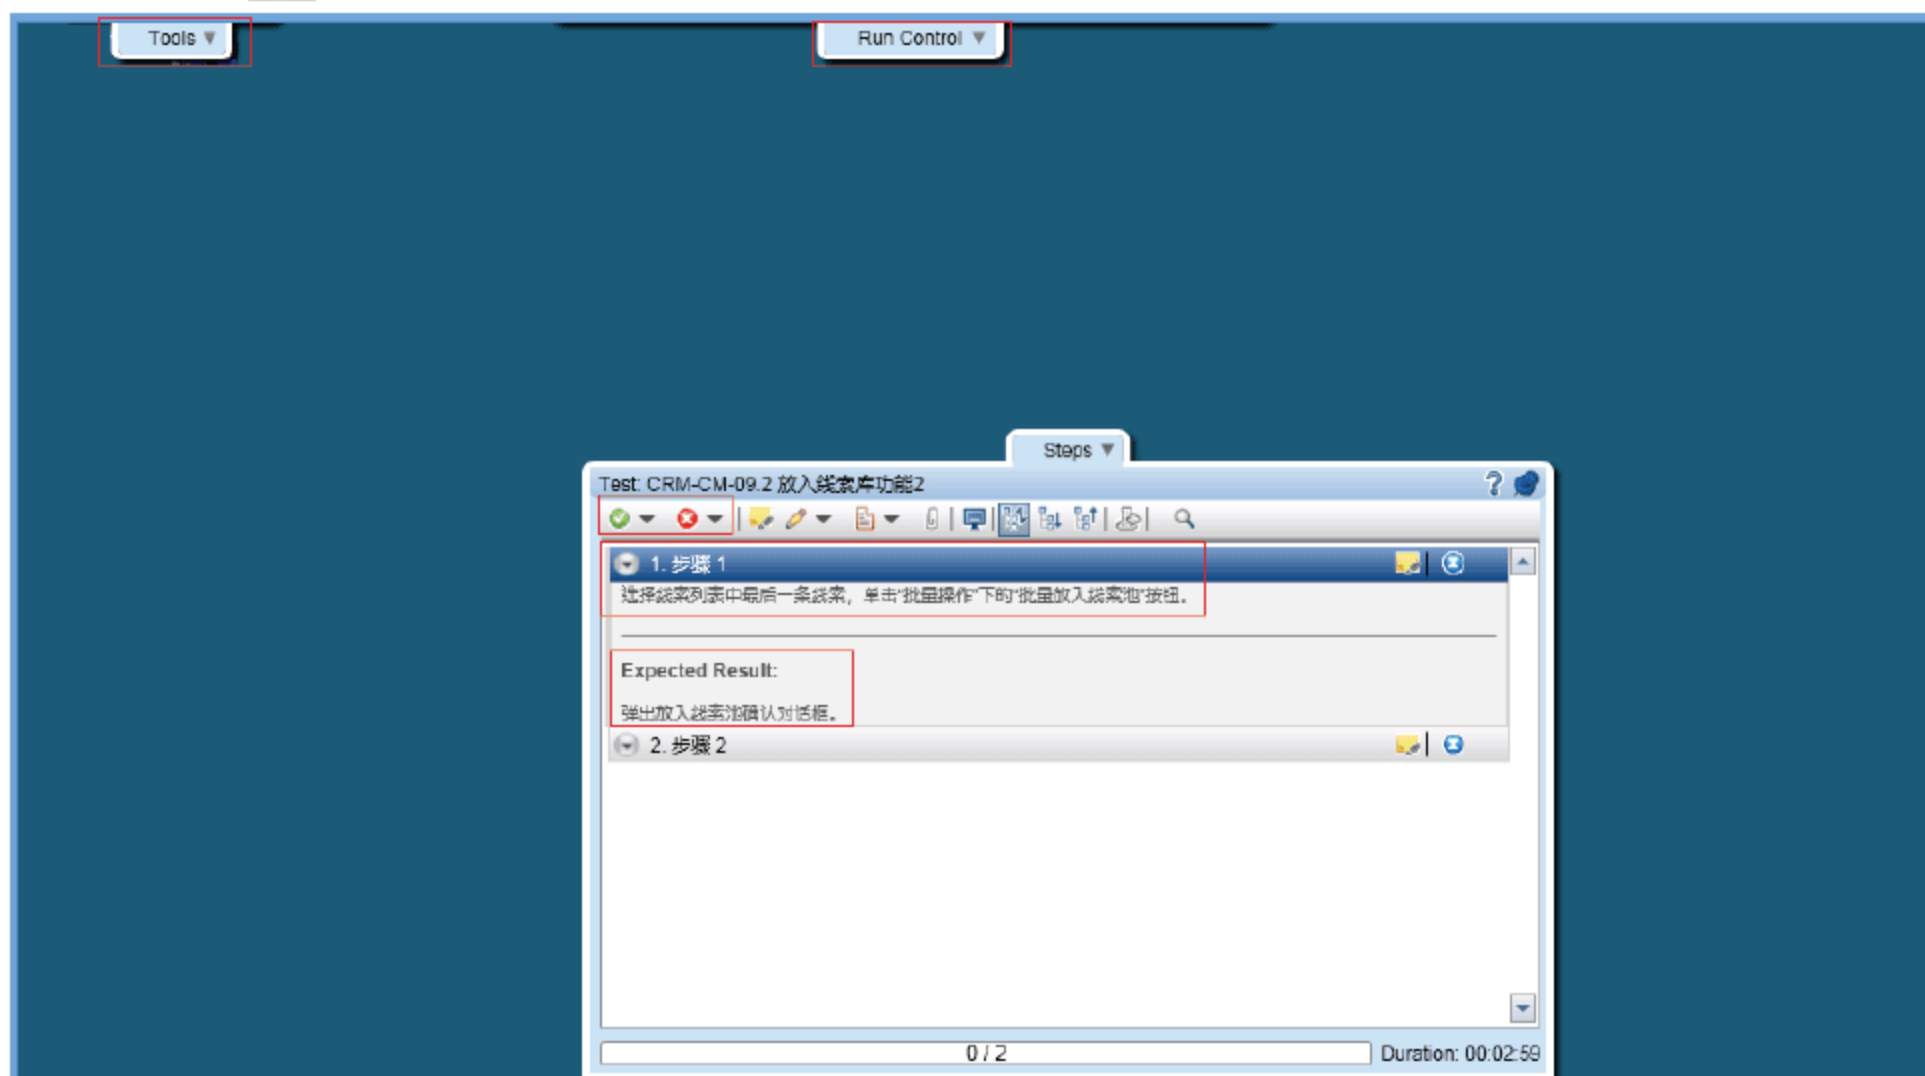 Tools
Run Control
Steps
Test: CRM-CM-09.2 放入线索库功能2
1. 步骤 1
选择线索列表中最后一条线索，单击“批量操作”下的“批量放入线索池”按钮。
Expected Result:
弹出放入线索池确认对话框。
2. 步骤 2
0 / 2
Duration: 00:02:59